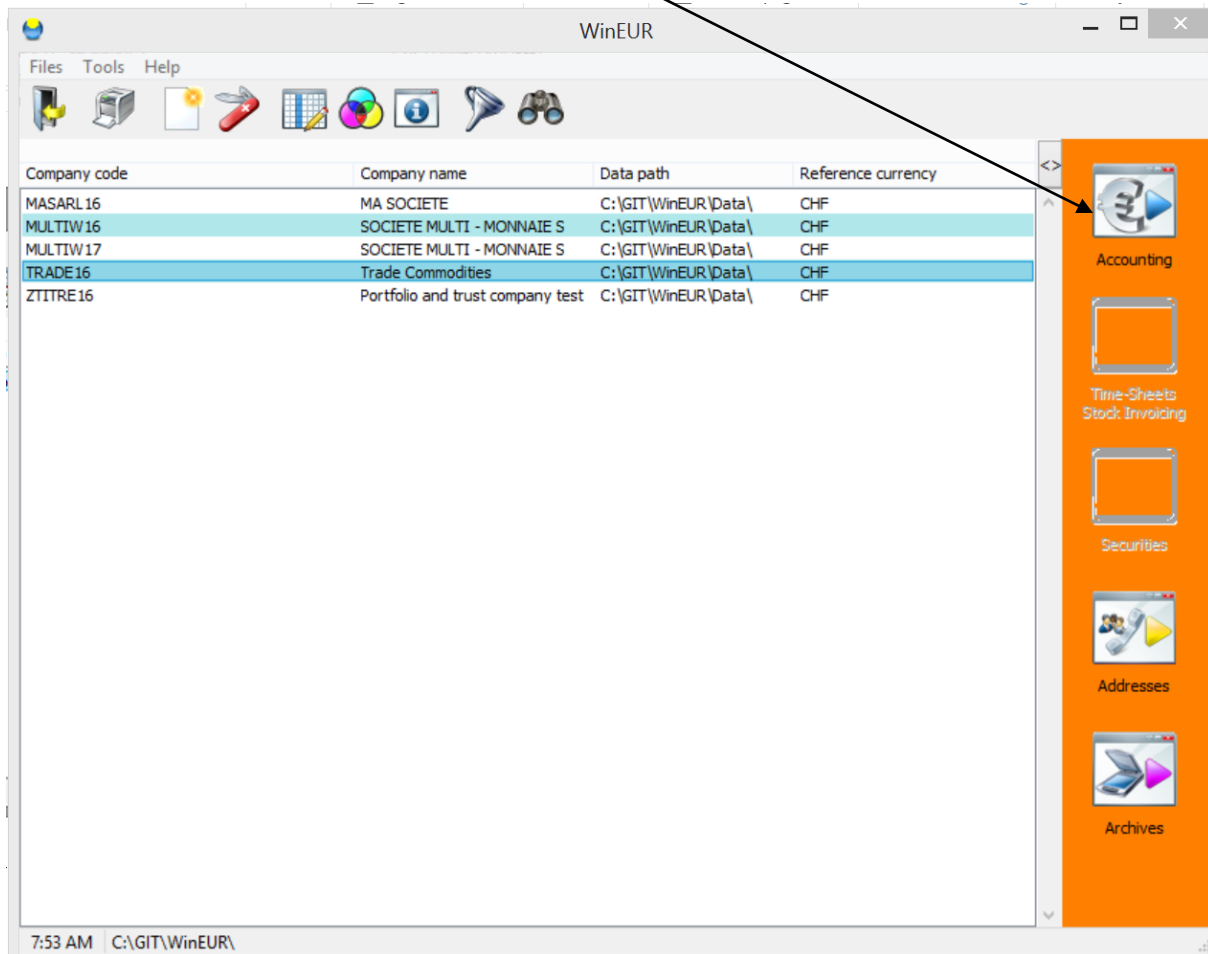 WinEUR
Files Tools Help
<>
Company code Company name Data path Reference currency
MASARL16 MA SOCIETE C:\GIT\WinEUR\Data\ CHF
MULTIW16 SOCIETE MULTI - MONNAIE S C:\GIT\WinEUR\Data\ CHF
MULTIW17 SOCIETE MULTI - MONNAIE S C:\GIT\WinEUR\Data\ CHF
TRADE16 Trade Commodities C:\GIT\WinEUR\Data\ CHF
ZTITRE16 Portfolio and trust company test C:\GIT\WinEUR\Data\ CHF
Accounting
Time-Sheets
Stock Invoicing
Securities
Addresses
Archives
7:53 AM C:\GIT\WinEUR\